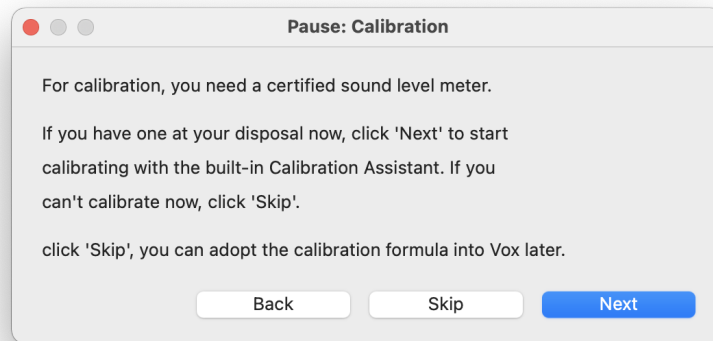 Pause: Calibration
For calibration, you need a certified sound level meter.
If you have one at your disposal now, click 'Next' to start
calibrating with the built-in Calibration Assistant. If you
can't calibrate now, click 'Skip'.
click 'Skip', you can adopt the calibration formula into Vox later.
Back Skip Next